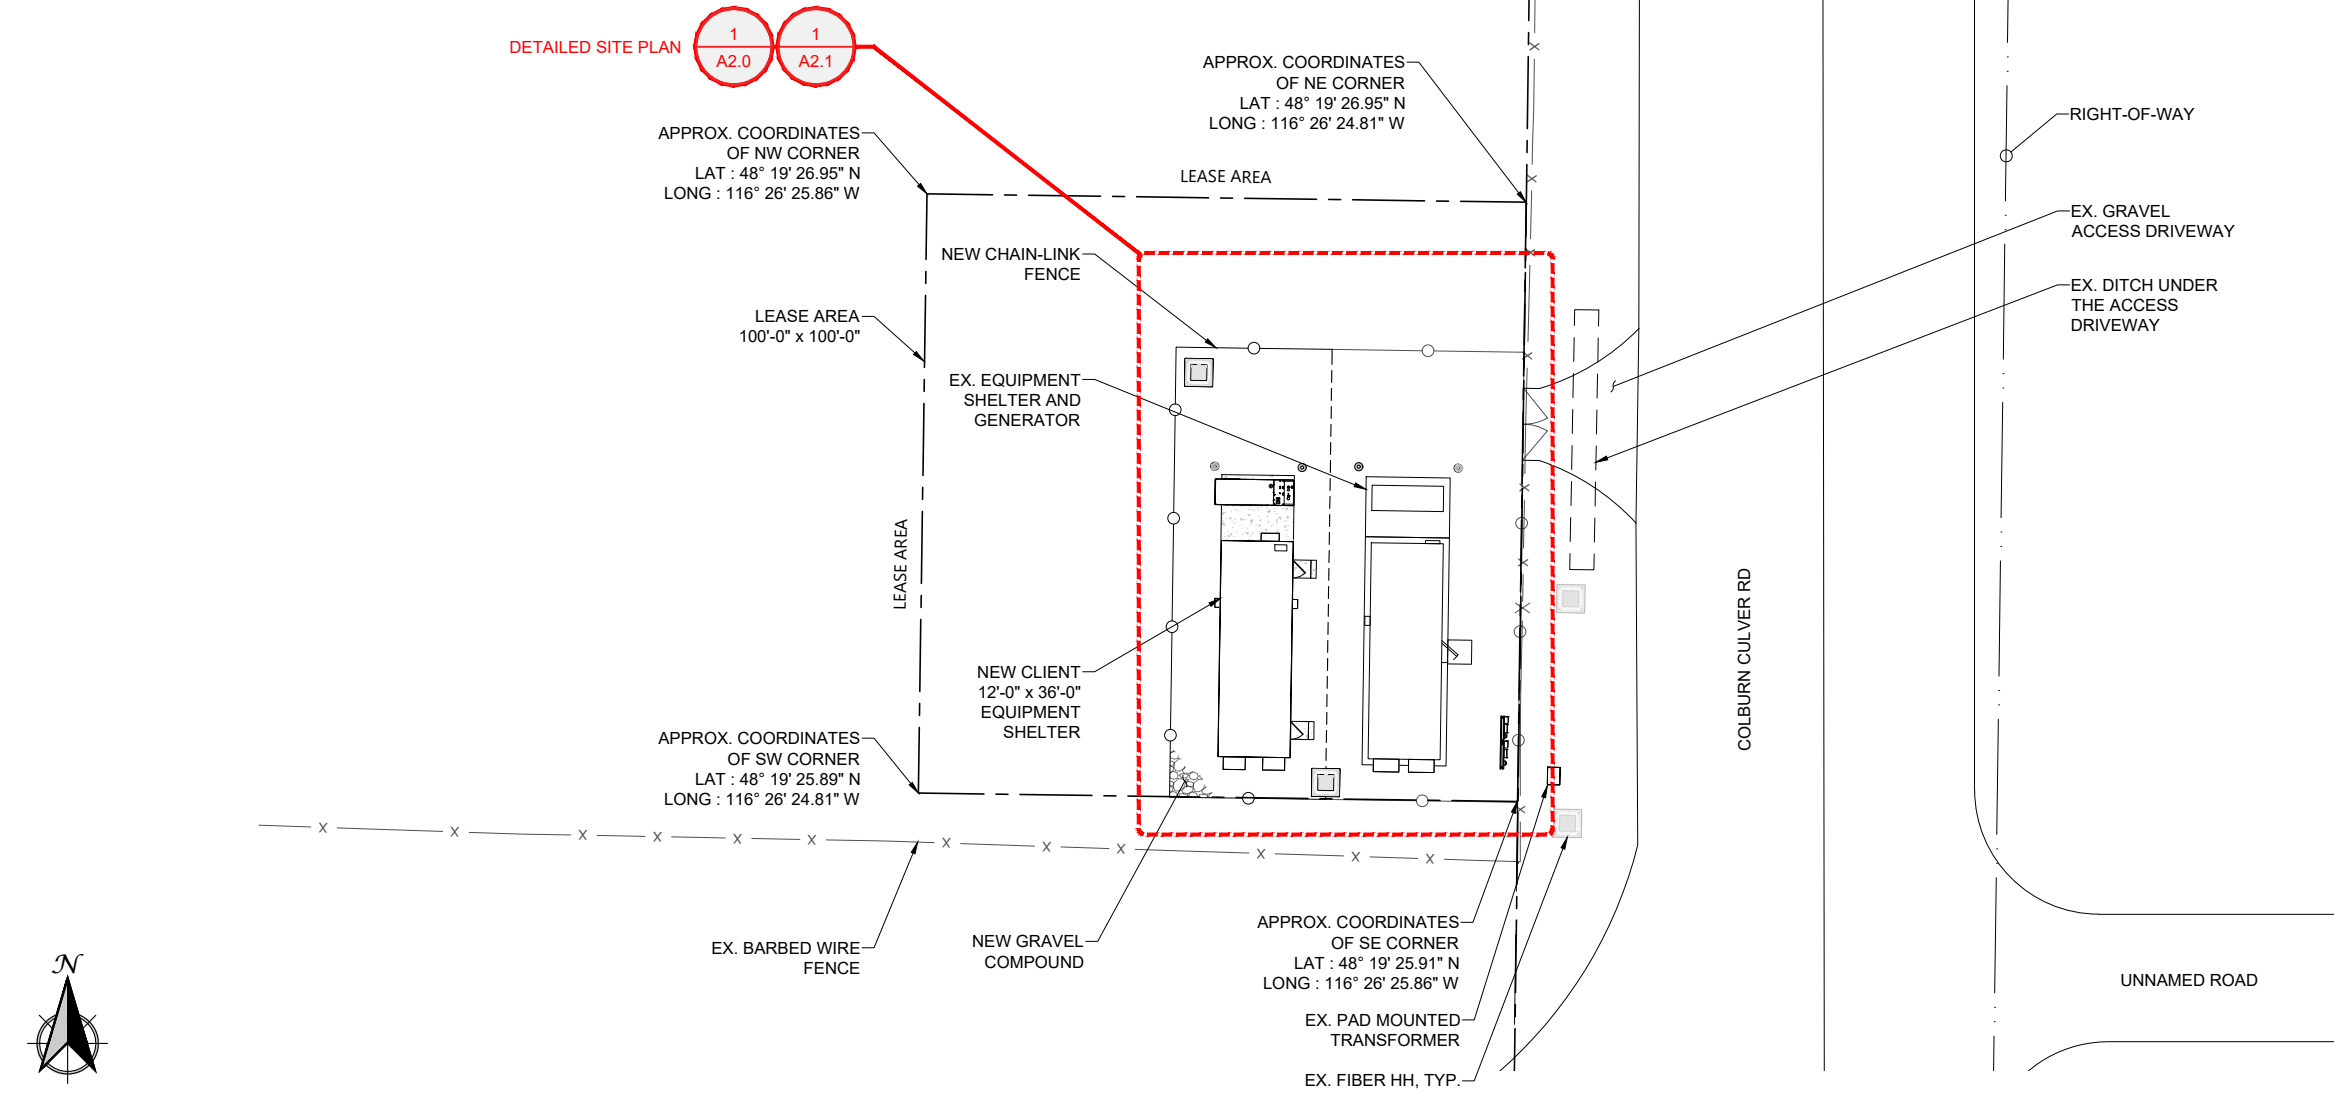 DETAILED SITE PLAN
1
A2.0
1
A2.1
APPROX. COORDINATES
OF NE CORNER
LAT : 48° 19' 26.95" N
LONG : 116° 26' 24.81" W
APPROX. COORDINATES
OF NW CORNER
LAT : 48° 19' 26.95" N
LONG : 116° 26' 25.86" W
LEASE AREA
RIGHT-OF-WAY
EX. GRAVEL
ACCESS DRIVEWAY
NEW CHAIN-LINK
FENCE
EX. DITCH UNDER
THE ACCESS
DRIVEWAY
LEASE AREA
100'-0" x 100'-0"
EX. EQUIPMENT
SHELTER AND
GENERATOR
LEASE AREA
COLBURN CULVER RD
NEW CLIENT
12'-0" x 36'-0"
EQUIPMENT
SHELTER
APPROX. COORDINATES
OF SW CORNER
LAT : 48° 19' 25.89" N
LONG : 116° 26' 24.81" W
EX. BARBED WIRE
FENCE
NEW GRAVEL
COMPOUND
APPROX. COORDINATES
OF SE CORNER
LAT : 48° 19' 25.91" N
LONG : 116° 26' 25.86" W
EX. PAD MOUNTED
TRANSFORMER
EX. FIBER HH, TYP.
UNNAMED ROAD
N